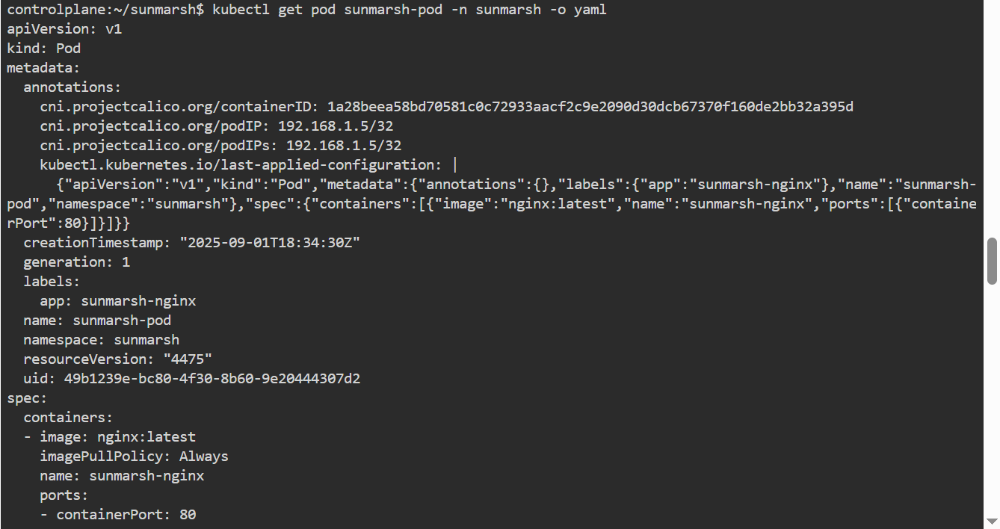 controlplane:~/sunmarsh$ kubectl get pod sunmarsh-pod -n sunmarsh -o yaml
apiVersion: v1
kind: Pod
metadata:
  annotations:
    cni.projectcalico.org/containerID: 1a28beea58bd70581c0c72933aacf2c9e2090d30dcb67370f160de2bb32a395d
    cni.projectcalico.org/podIP: 192.168.1.5/32
    cni.projectcalico.org/podIPs: 192.168.1.5/32
    kubectl.kubernetes.io/last-applied-configuration: |
      {"apiVersion":"v1","kind":"Pod","metadata":{"annotations":{},"labels":{"app":"sunmarsh-nginx"},"name":"sunmarsh-
pod","namespace":"sunmarsh"},"spec":{"containers":[{"image":"nginx:latest","name":"sunmarsh-nginx","ports":[{"containe
rPort":80}]}]}}
  creationTimestamp: "2025-09-01T18:34:30Z"
  generation: 1
  labels:
    app: sunmarsh-nginx
  name: sunmarsh-pod
  namespace: sunmarsh
  resourceVersion: "4475"
  uid: 49b1239e-bc80-4f30-8b60-9e20444307d2
spec:
  containers:
  - image: nginx:latest
    imagePullPolicy: Always
    name: sunmarsh-nginx
    ports:
    - containerPort: 80